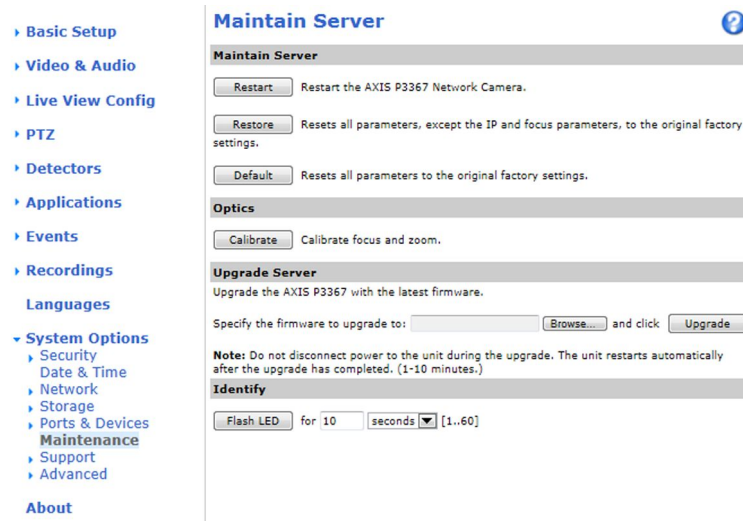 Basic Setup
Video & Audio
Live View Config
PTZ
Detectors
Applications
Events
Recordings
Languages
System Options
Security
Date & Time
Network
Storage
Ports & Devices
Maintenance
Support
Advanced
About
Maintain Server
?
Maintain Server
Restart Restart the AXIS P3367 Network Camera.
Restore Resets all parameters, except the IP and focus parameters, to the original factory
settings.
Default Resets all parameters to the original factory settings.
Optics
Calibrate Calibrate focus and zoom.
Upgrade Server
Upgrade the AXIS P3367 with the latest firmware.
Specify the firmware to upgrade to: Browse... and click Upgrade
Note: Do not disconnect power to the unit during the upgrade. The unit restarts automatically
after the upgrade has completed. (1-10 minutes.)
Identify
Flash LED for 10 seconds [1..60]